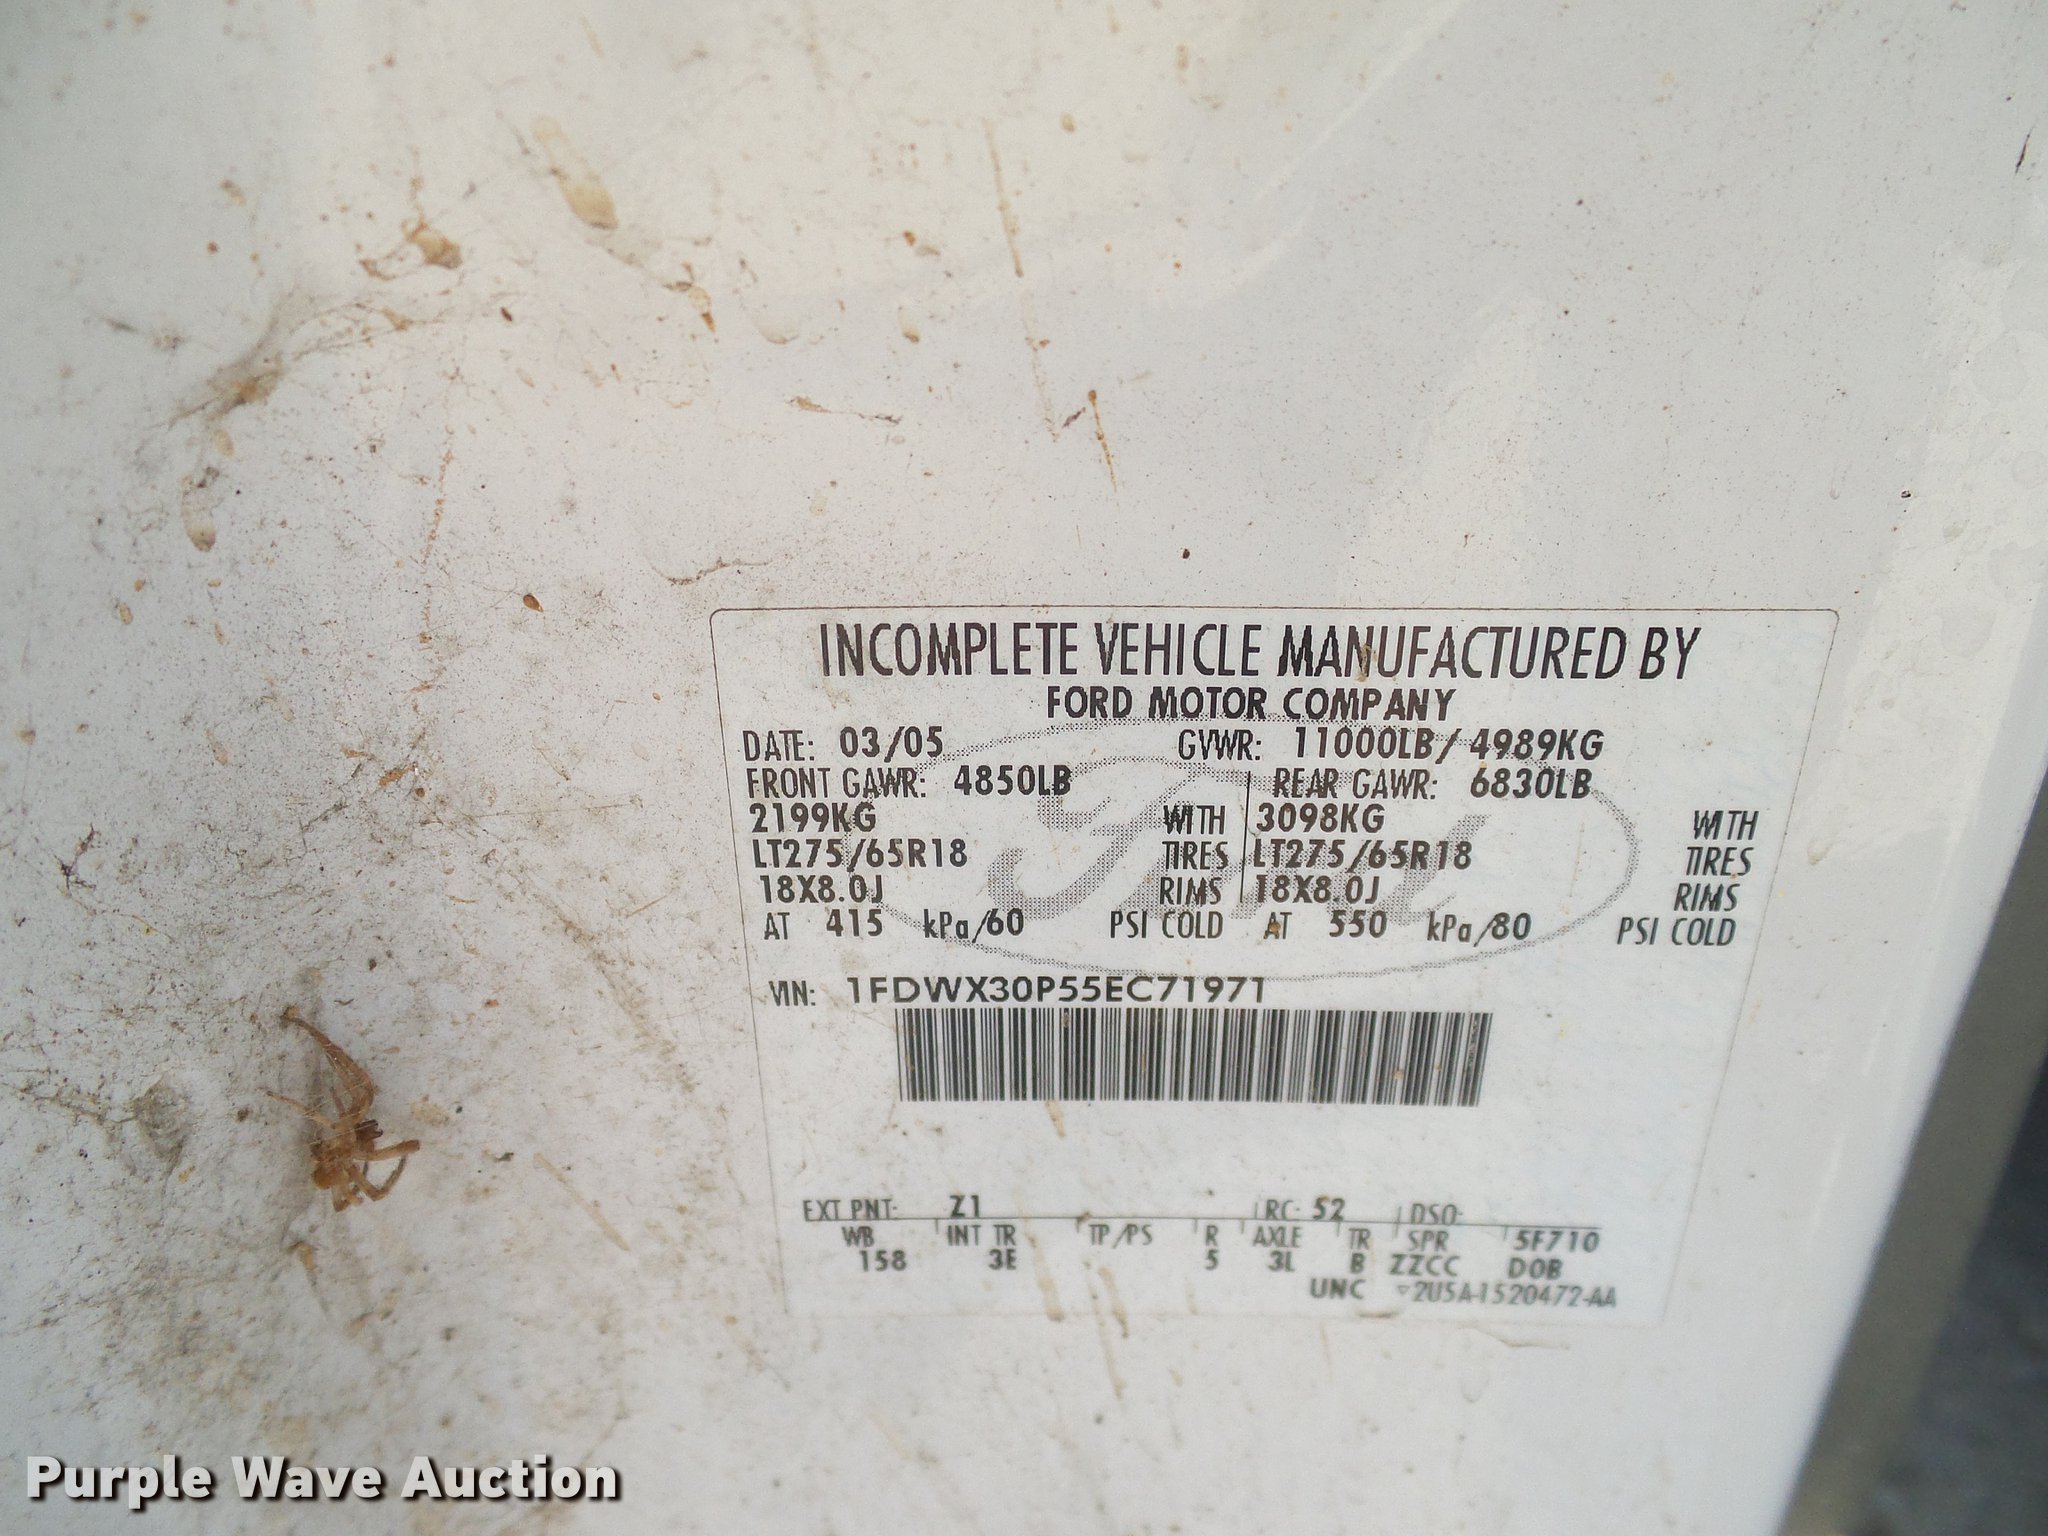 INCOMPLETE VEHICLE MANUFACTURED BY
FORD MOTOR COMPANY
DATE: 03/05 GVWR: 11000LB/ 4989KG
FRONT GAWR: 4850LB REAR GAWR: 6830LB
2199KG WITH 3098KG WITH
LT275/65R18 TIRES LT275/65R18 TIRES
18X8.0J RIMS 18X8.0J RIMS
AT 415 kPa/60 PSI COLD AT 550 kPa/80 PSI COLD
VIN: 1FDWX30P55EC71971
EXT PNT: Z1 RC: 52 DSO:
WB INT TR TP/PS R AXLE TR SPR 5F710
158 3E 5 3L B ZZCC DOB
UNC ▽2U5A-1520472-AA
Purple Wave Auction